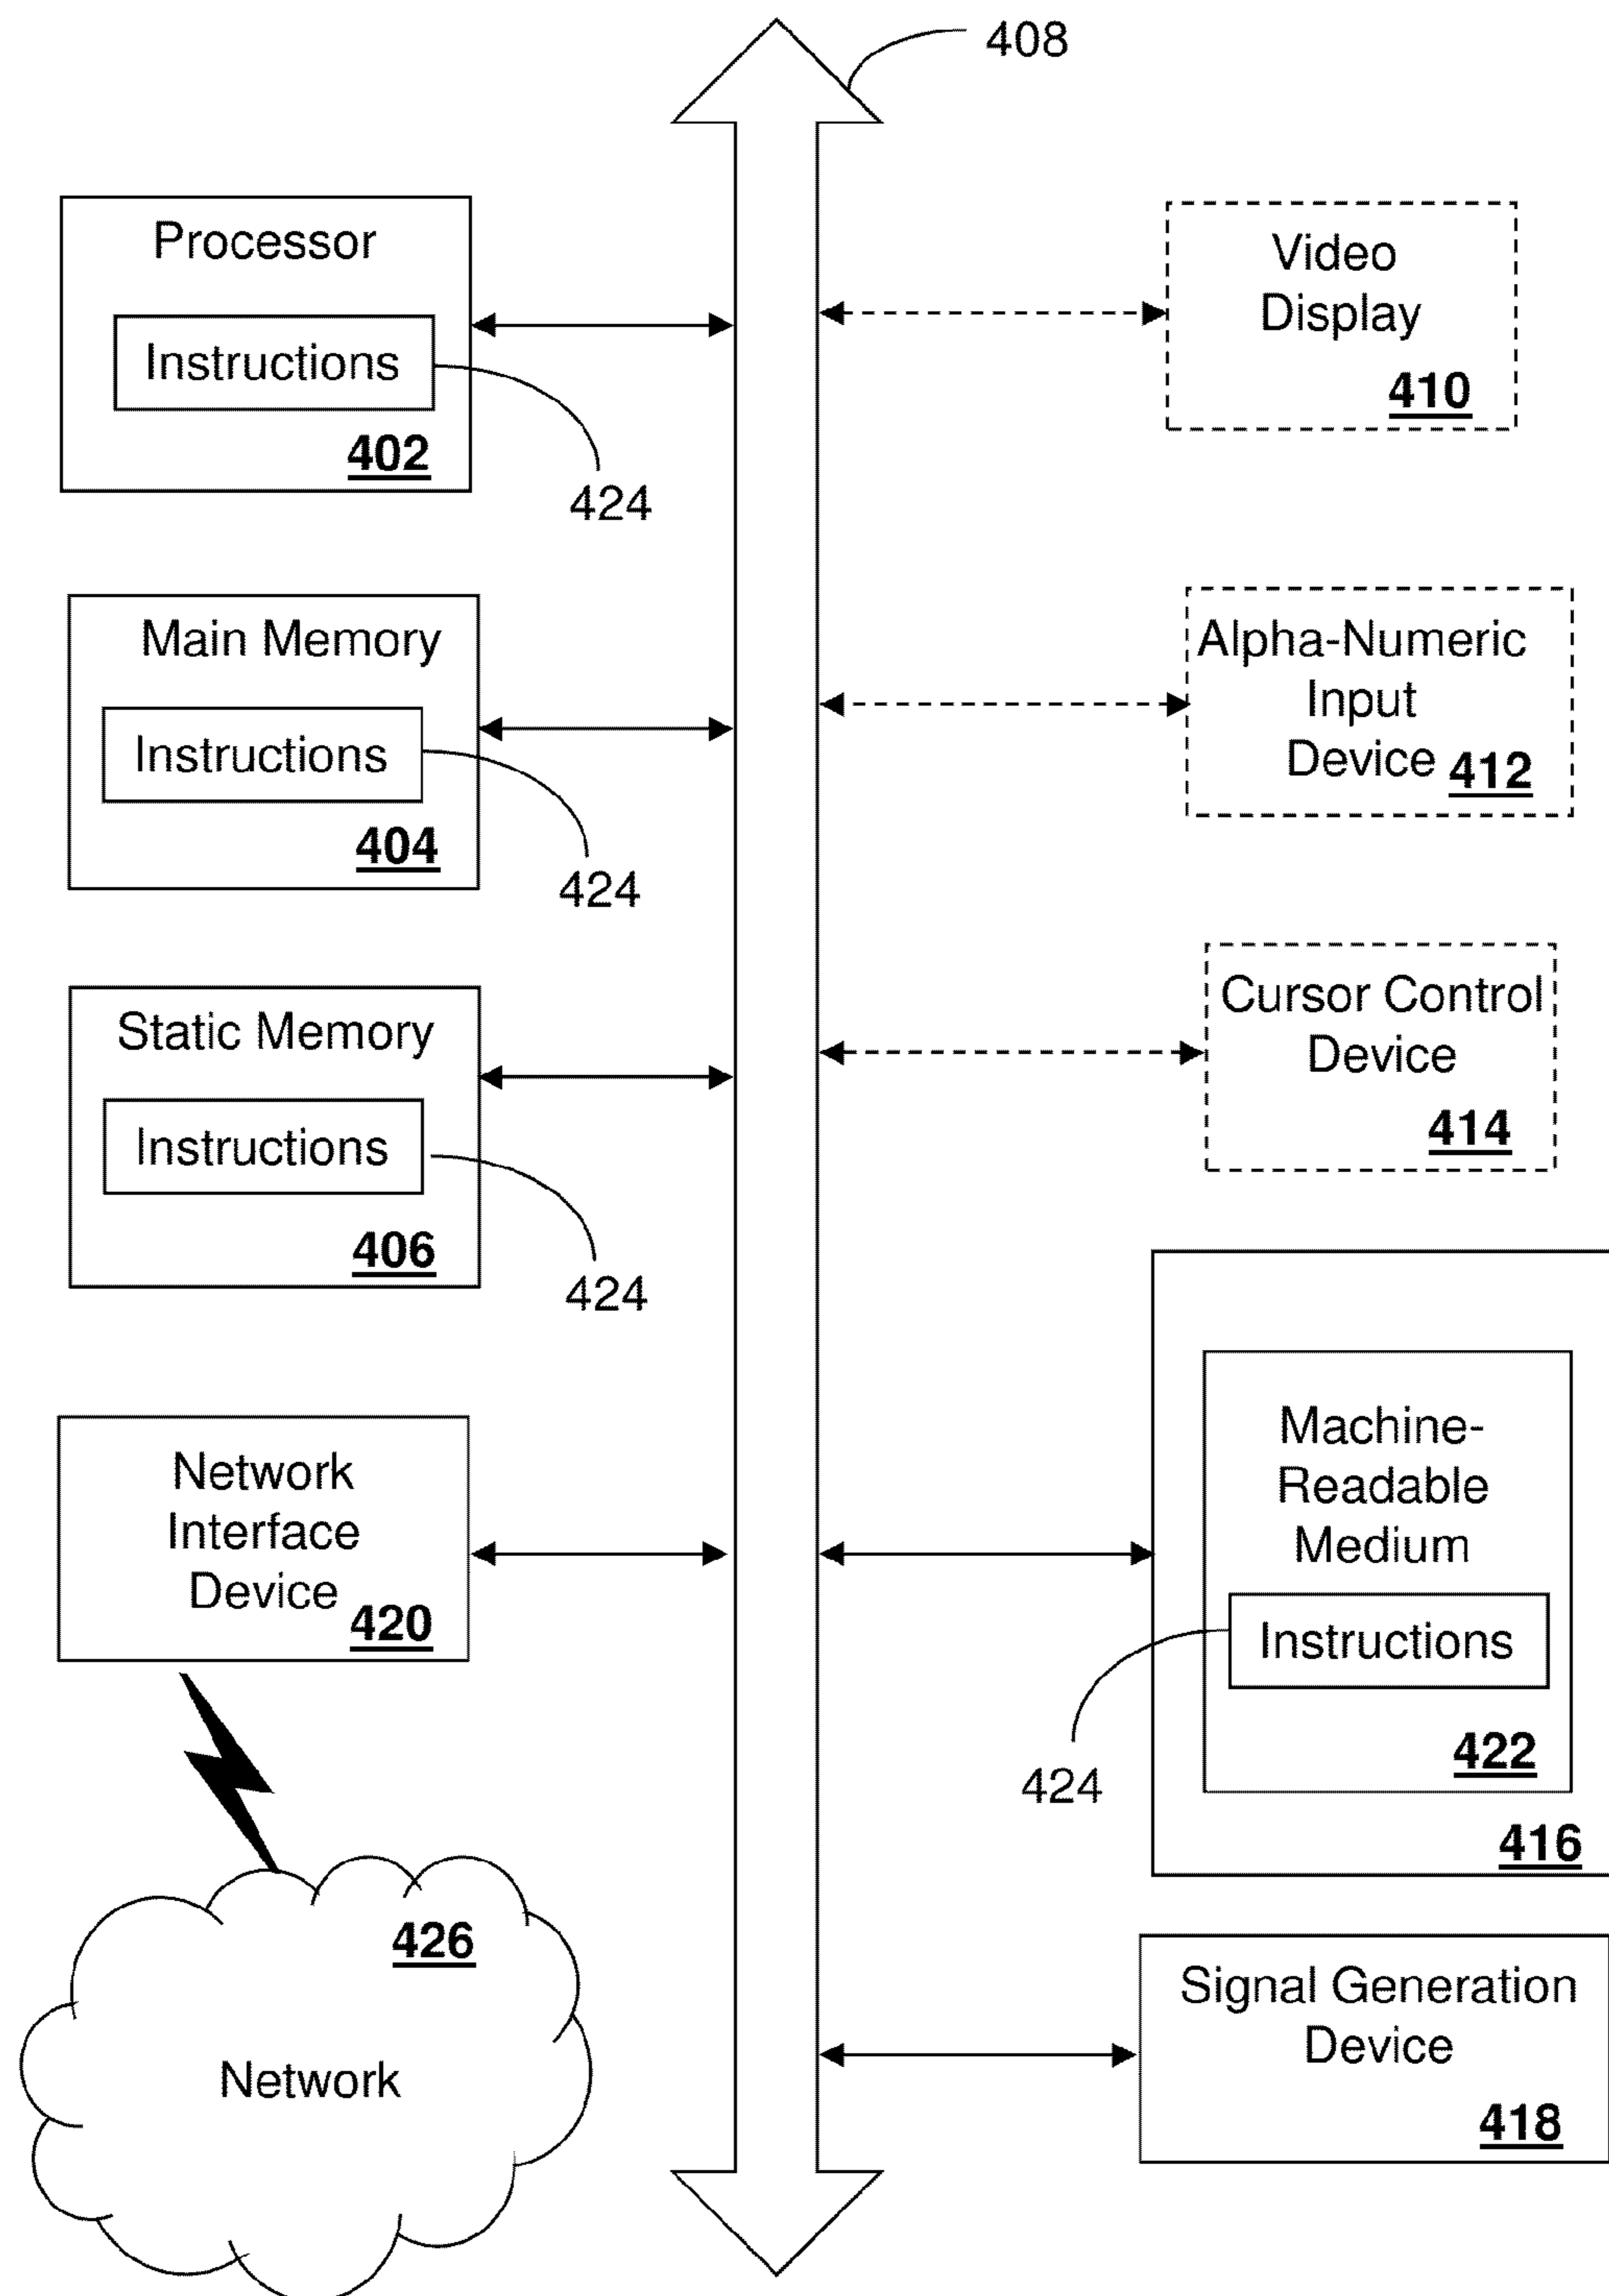 408
Processor
Instructions
402
424
Main Memory
Instructions
404
424
Static Memory
Instructions
406
424
Network
Interface
Device
420
426
Network
Video
Display
410
Alpha-Numeric
Input
Device 412
Cursor Control
Device
414
Machine-
Readable
Medium
Instructions
422
424
416
Signal Generation
Device
418